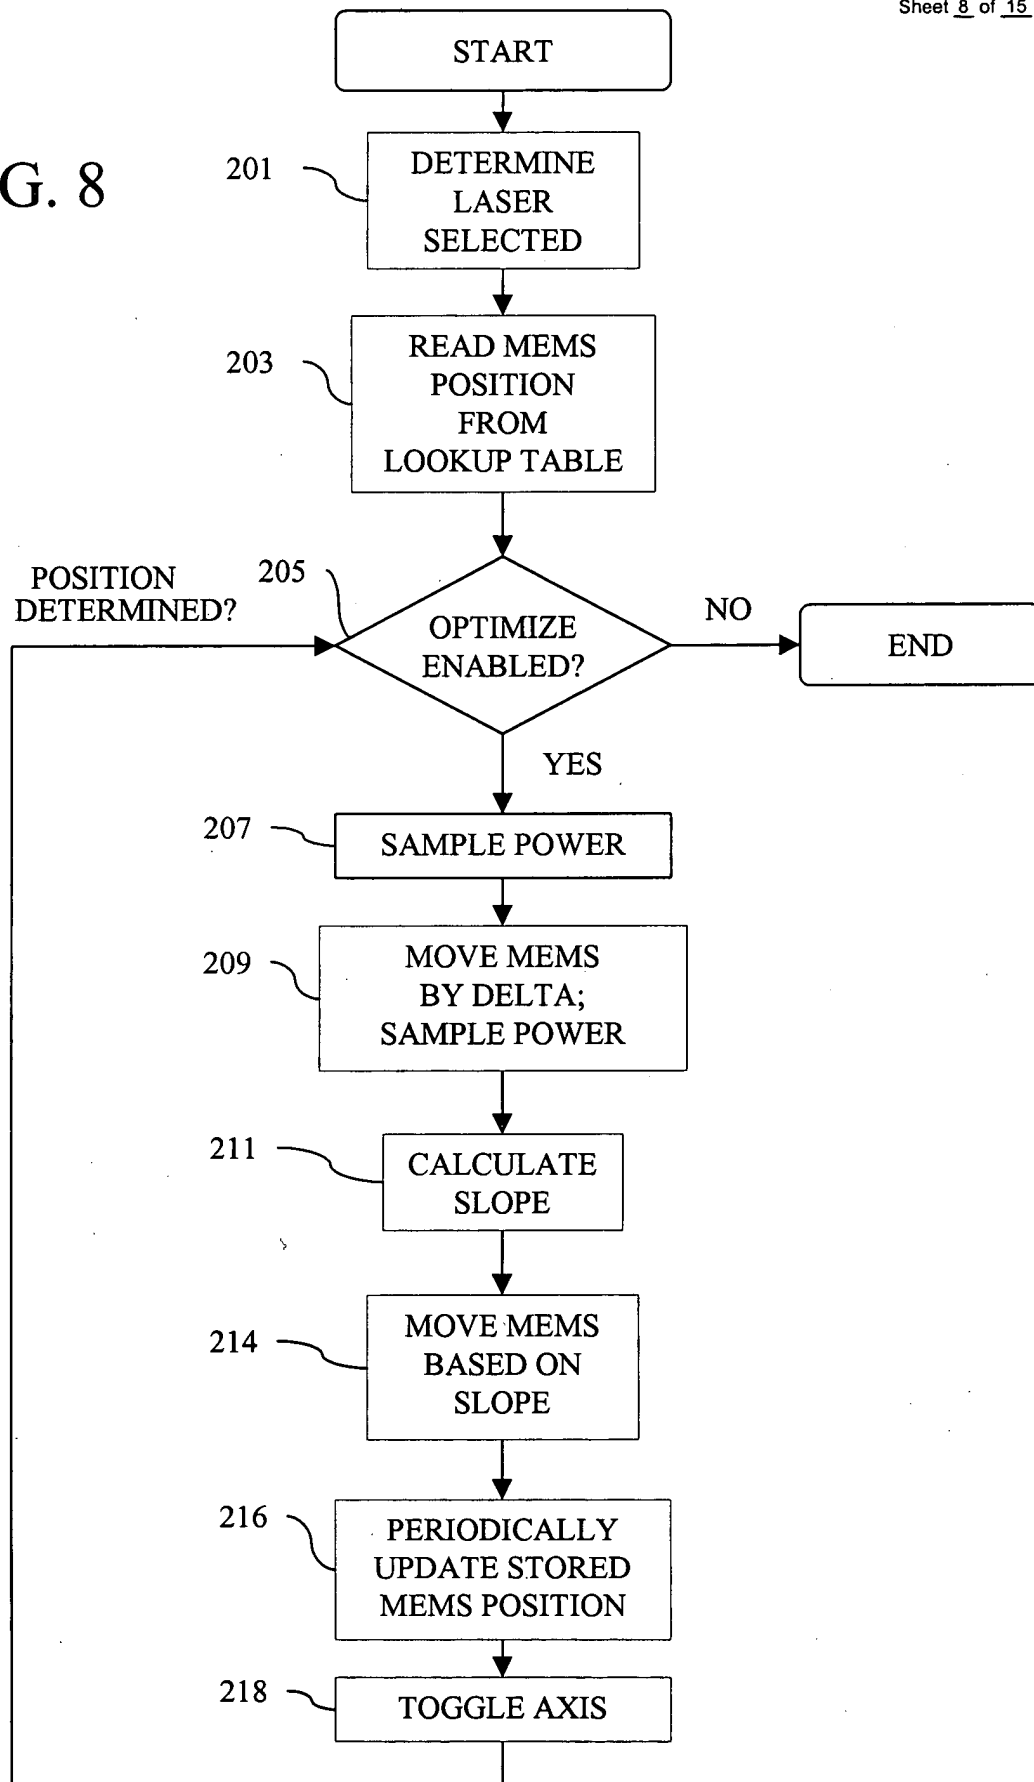 Sheet 8 of 15
START
G. 8
201
DETERMINE
LASER
SELECTED
203
READ MEMS
POSITION
FROM
LOOKUP TABLE
POSITION
DETERMINED?
205
OPTIMIZE
ENABLED?
NO
END
YES
207
SAMPLE POWER
209
MOVE MEMS
BY DELTA;
SAMPLE POWER
211
CALCULATE
SLOPE
214
MOVE MEMS
BASED ON
SLOPE
216
PERIODICALLY
UPDATE STORED
MEMS POSITION
218
TOGGLE AXIS